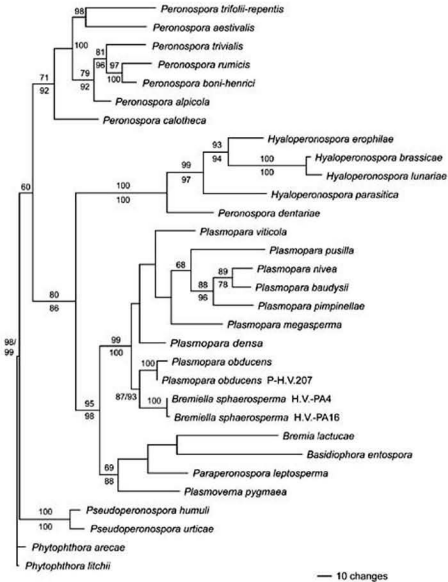 98
Peronospora trifolii-repentis
Peronospora aestivalis
100
81
Peronospora trivialis
79
96
97
Peronospora rumicis
71
92
100
Peronospora boni-henrici
92
Peronospora alpicola
Peronospora calotheca
93
Hyaloperonospora erophilae
99
94
100
Hyaloperonospora brassicae
97
100
Hyaloperonospora lunariae
60
100
Hyaloperonospora parasitica
100
Peronospora dentariae
Plasmopara viticola
68
Plasmopara pusilla
89
Plasmopara nivea
88
78
Plasmopara baudysii
80
96
Plasmopara pimpinellae
86
Plasmopara megasperma
99
98/
99
100
Plasmopara densa
100
Plasmopara obducens
Plasmopara obducens P-H.V.207
87/93
100
Bremiella sphaerosperma H.V.-PA4
95
Bremiella sphaerosperma H.V.-PA16
98
Bremia lactucae
Basidiophora entospora
69
Paraperonospora leptosperma
88
Plasmoverna pygmaea
100
Pseudoperonospora humuli
100
Pseudoperonospora urticae
Phytophthora arecae
Phytophthora litchii
10 changes